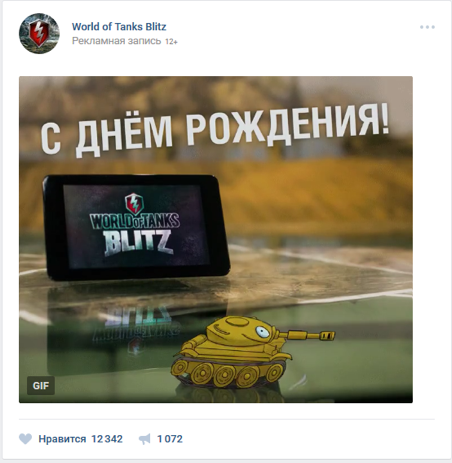 World of Tanks Blitz
Рекламная запись 12+
С ДНЁМ РОЖДЕНИЯ!
WORLD OF TANKS
BLITZ
GIF
Нравится 12 342 1 072